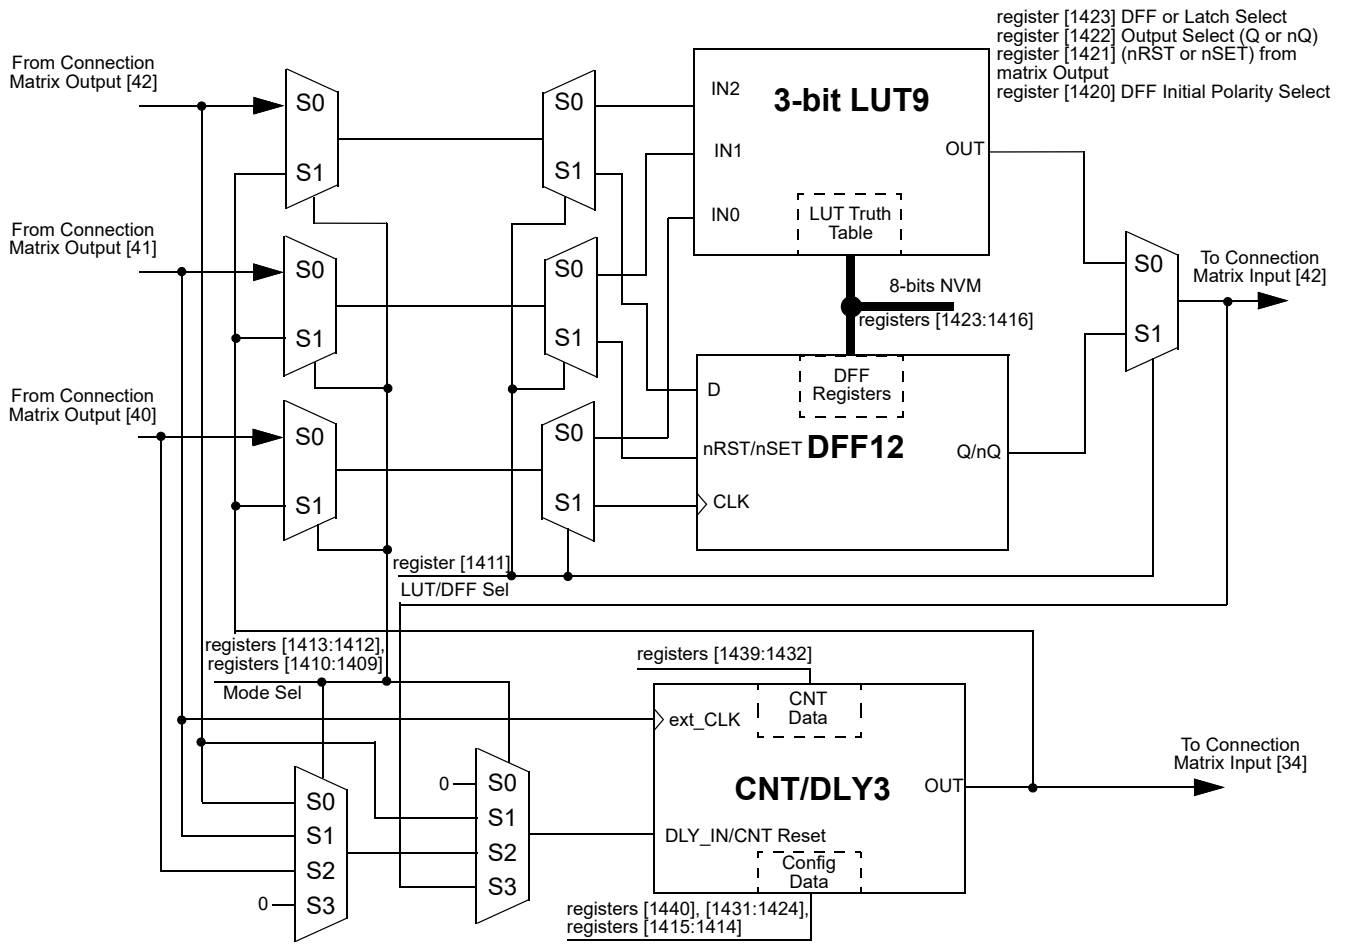 register [1423] DFF or Latch Select
register [1422] Output Select (Q or nQ)
register [1421] (nRST or nSET) from
matrix Output
register [1420] DFF Initial Polarity Select
From Connection
Matrix Output [42]
S0
S1
S0
S1
IN2
3-bit LUT9
IN1
OUT
IN0
LUT Truth
Table
From Connection
Matrix Output [41]
S0
S1
S0
S1
8-bits NVM
registers [1423:1416]
S0
S1
To Connection
Matrix Input [42]
From Connection
Matrix Output [40]
S0
S1
S0
S1
DFF
Registers
D
nRST/nSET
DFF12
Q/nQ
CLK
register [1411]
LUT/DFF Sel
registers [1413:1412],
registers [1410:1409]
Mode Sel
registers [1439:1432]
CNT
Data
ext_CLK
CNT/DLY3
OUT
To Connection
Matrix Input [34]
DLY_IN/CNT Reset
Config
Data
0
S0
S1
S2
S3
S0
S1
S2
0
S3
registers [1440], [1431:1424],
registers [1415:1414]